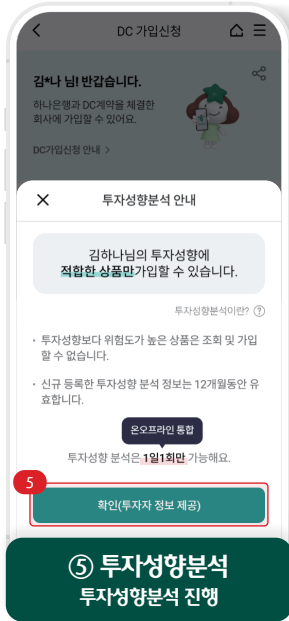 DC 가입신청
김*나 님! 반갑습니다.
하나은행과 DC계약을 체결한
회사에 가입할 수 있어요.
DC가입신청 안내 >
투자성향분석 안내
김하나님의 투자성향에
적합한 상품만가입할 수 있습니다.
투자성향분석이란? ?
• 투자성향보다 위험도가 높은 상품은 조회 및 가입
할 수 없습니다.
• 신규 등록한 투자성향 분석 정보는 12개월동안 유
효합니다.
온오프라인 통합
투자성향 분석은 1일1회만 가능해요.
5
확인(투자자 정보 제공)
⑤ 투자성향분석
투자성향분석 진행